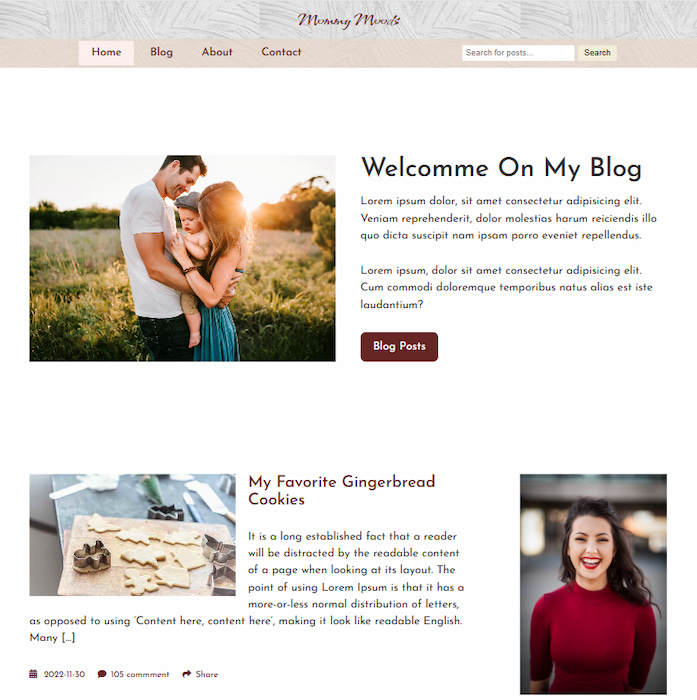 Mommy Moods
Home Blog About Contact Search for posts... Search
Welcomme On My Blog
Lorem ipsum dolor, sit amet consectetur adipisicing elit.
Veniam reprehenderit, dolor molestias harum reiciendis illo
quo dicta suscipit nam ipsam porro eveniet repellendus.
Lorem ipsum, dolor sit amet consectetur adipisicing elit.
Cum commodi doloremque temporibus natus alias est iste
laudantium?
Blog Posts
My Favorite Gingerbread
Cookies
It is a long established fact that a reader
will be distracted by the readable content
of a page when looking at its layout. The
point of using Lorem Ipsum is that it has a
more-or-less normal distribution of letters,
as opposed to using ‘Content here, content here’, making it look like readable English.
Many […]
2022-11-30 105 commment Share